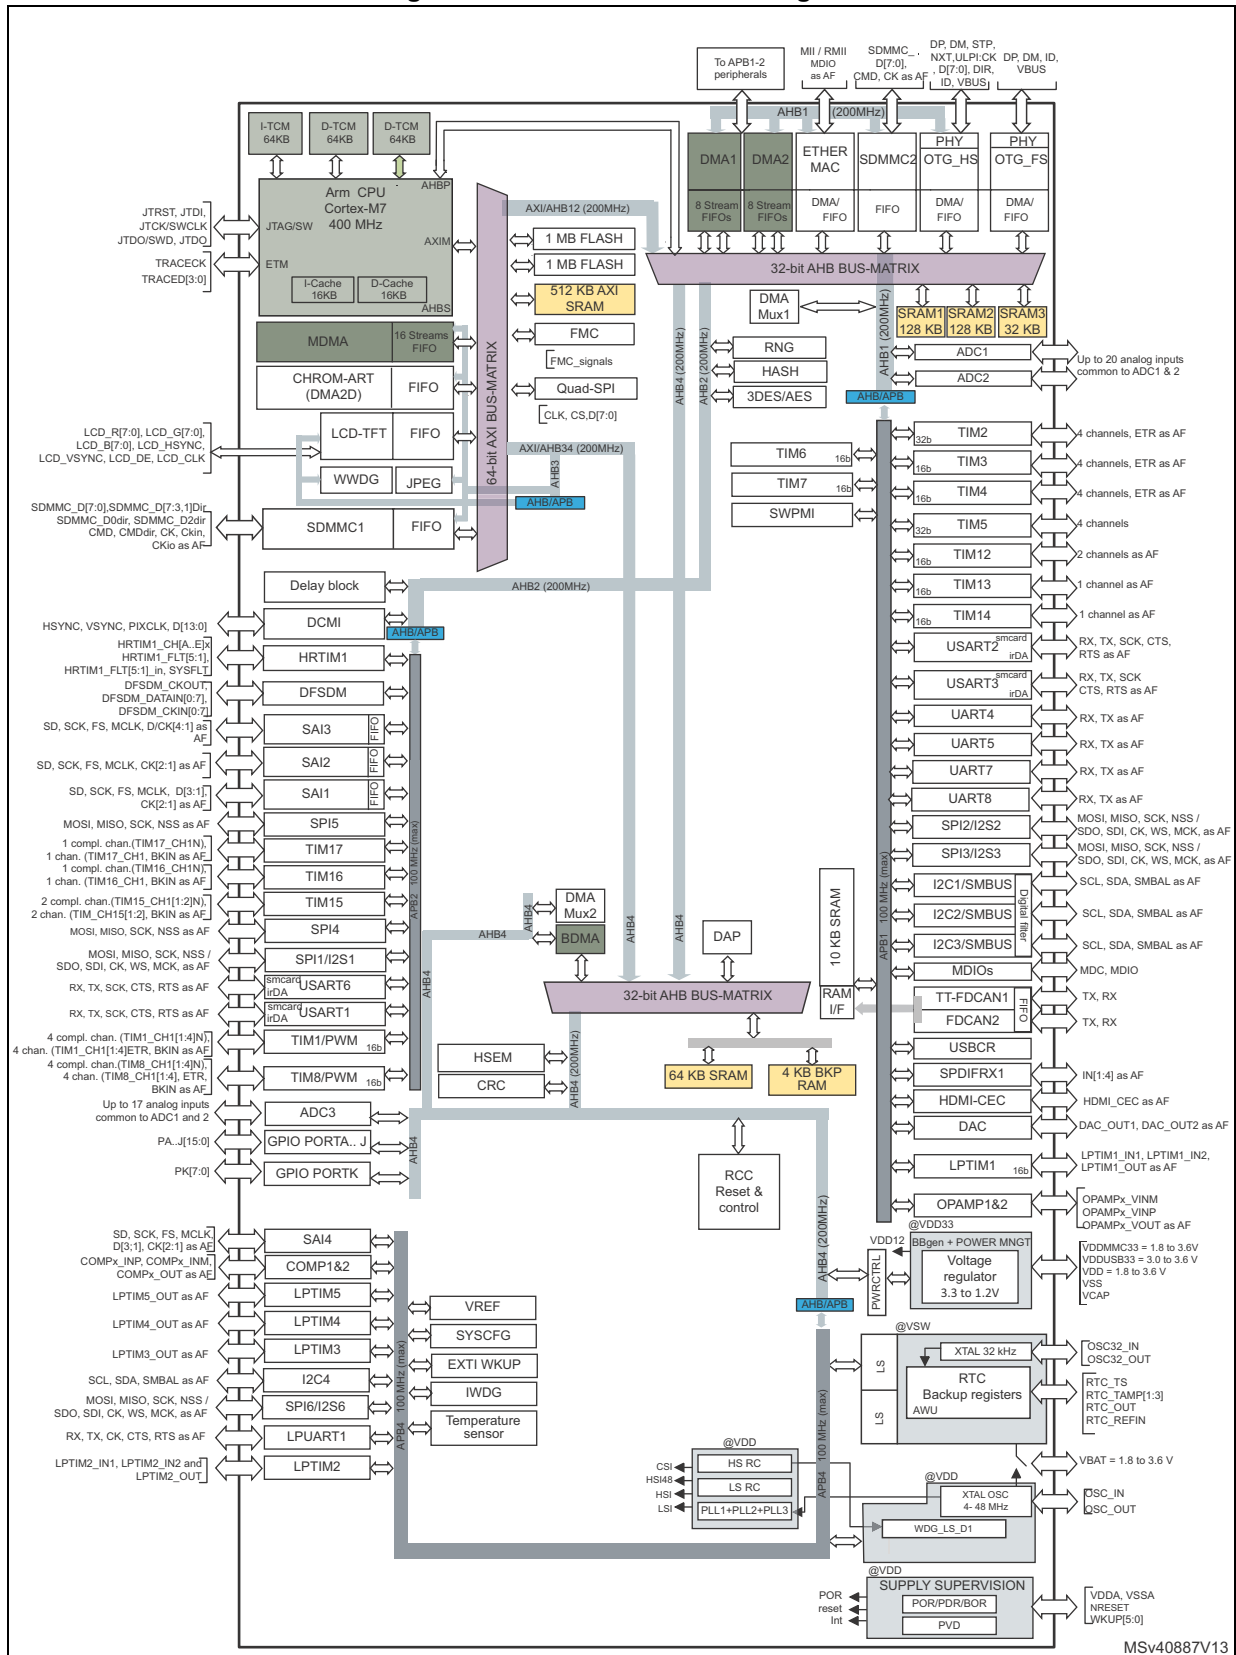 To APB1-2
peripherals
MII / RMII
MDIO
as AF
SDMMC_
D[7:0],
CMD, CK as AF
DP, DM, STP,
NXT,ULPI:CK
, D[7:0], DIR,
ID, VBUS
DP, DM, ID,
VBUS
AHB1 (200MHz)
I-TCM
64KB
D-TCM
64KB
D-TCM
64KB
DMA1
DMA2
ETHER
MAC
SDMMC2
PHY
OTG_HS
PHY
OTG_FS
8 Stream
FIFOs
8 Stream
FIFOs
DMA/
FIFO
FIFO
DMA/
FIFO
DMA/
FIFO
Arm CPU
Cortex-M7
400 MHz
AHBP
AXIM
AHBS
JTAG/SW
ETM
I-Cache
16KB
D-Cache
16KB
JTRST, JTDI,
JTCK/SWCLK
JTDO/SWD, JTDO
TRACECK
TRACED[3:0]
AXI/AHB12 (200MHz)
1 MB FLASH
1 MB FLASH
512 KB AXI
SRAM
FMC
FMC_signals
Quad-SPI
CLK, CS,D[7:0]
64-bit AXI BUS-MATRIX
32-bit AHB BUS-MATRIX
DMA
Mux1
SRAM1
128 KB
SRAM2
128 KB
SRAM3
32 KB
AHB1 (200MHz)
AHB4 (200MHz)
AHB2 (200MHz)
RNG
HASH
3DES/AES
ADC1
ADC2
Up to 20 analog inputs
common to ADC1 & 2
AHB/APB
MDMA
16 Streams
FIFO
CHROM-ART
(DMA2D)
FIFO
LCD_R[7:0], LCD_G[7:0],
LCD_B[7:0], LCD_HSYNC,
LCD_VSYNC, LCD_DE, LCD_CLK
LCD-TFT
FIFO
WWDG
JPEG
AXI/AHB34 (200MHz)
AHB3
AHB/APB
SDMMC_D[7:0],SDMMC_D[7:3,1]Dir
SDMMC_D0dir, SDMMC_D2dir
CMD, CMDdir, CK, Ckin,
CKio as AF
SDMMC1
FIFO
Delay block
AHB2 (200MHz)
HSYNC, VSYNC, PIXCLK, D[13:0]
DCMI
AHB/APB
HRTIM1_CH[A..E]x
HRTIM1_FLT[5:1],
HRTIM1_FLT[5:1]_in, SYSFLT
HRTIM1
DFSDM_CKOUT,
DFSDM_DATAIN[0:7],
DFSDM_CKIN[0:7]
DFSDM
SD, SCK, FS, MCLK, D/CK[4:1] as
AF
SAI3
FIFO
SD, SCK, FS, MCLK, CK[2:1] as AF
SAI2
FIFO
SD, SCK, FS, MCLK, D[3:1],
CK[2:1] as AF
SAI1
FIFO
MOSI, MISO, SCK, NSS as AF
SPI5
1 compl. chan.(TIM17_CH1N),
1 chan. (TIM17_CH1, BKIN as AF
TIM17
1 compl. chan.(TIM16_CH1N),
1 chan. (TIM16_CH1, BKIN as AF
TIM16
2 compl. chan.(TIM15_CH1[1:2]N),
2 chan. (TIM_CH15[1:2], BKIN as AF
TIM15
MOSI, MISO, SCK, NSS as AF
SPI4
MOSI, MISO, SCK, NSS /
SDO, SDI, CK, WS, MCK, as AF
SPI1/I2S1
RX, TX, SCK, CTS, RTS as AF
smcard
irDA
USART6
RX, TX, SCK, CTS, RTS as AF
smcard
irDA
USART1
4 compl. chan. (TIM1_CH1[1:4]N),
4 chan. (TIM1_CH1[1:4]ETR, BKIN as AF
TIM1/PWM
16b
4 compl. chan.(TIM8_CH1[1:4]N),
4 chan. (TIM8_CH1[1:4], ETR,
BKIN as AF
TIM8/PWM
16b
APB2 100 MHz (max)
Up to 17 analog inputs
common to ADC1 and 2
ADC3
PA..J[15:0]
GPIO PORTA.. J
PK[7:0]
GPIO PORTK
AHB4
AHB4
AHB4
AHB4
AHB4
AHB4
DMA
Mux2
BDMA
DAP
32-bit AHB BUS-MATRIX
HSEM
CRC
AHB4 (200MHz)
64 KB SRAM
4 KB BKP
RAM
RCC
Reset &
control
AHB4 (200MHz)
AHB/APB
TIM6
16b
TIM7
16b
SWPMI
TIM2
32b
4 channels, ETR as AF
TIM3
16b
4 channels, ETR as AF
TIM4
16b
4 channels, ETR as AF
TIM5
32b
4 channels
TIM12
16b
2 channels as AF
TIM13
16b
1 channel as AF
TIM14
16b
1 channel as AF
USART2
smcard
irDA
RX, TX, SCK, CTS,
RTS as AF
USART3
smcard
irDA
RX, TX, SCK
CTS, RTS as AF
UART4
RX, TX as AF
UART5
RX, TX as AF
UART7
RX, TX as AF
UART8
RX, TX as AF
SPI2/I2S2
MOSI, MISO, SCK, NSS /
SDO, SDI, CK, WS, MCK, as AF
SPI3/I2S3
MOSI, MISO, SCK, NSS /
SDO, SDI, CK, WS, MCK, as AF
I2C1/SMBUS
SCL, SDA, SMBAL as AF
I2C2/SMBUS
SCL, SDA, SMBAL as AF
I2C3/SMBUS
SCL, SDA, SMBAL as AF
Digital filter
MDIOs
MDC, MDIO
10 KB SRAM
RAM
I/F
TT-FDCAN1
TX, RX
FDCAN2
TX, RX
FIFO
USBCR
SPDIFRX1
IN[1:4] as AF
HDMI-CEC
HDMI_CEC as AF
DAC
DAC_OUT1, DAC_OUT2 as AF
LPTIM1
16b
LPTIM1_IN1, LPTIM1_IN2,
LPTIM1_OUT as AF
OPAMP1&2
OPAMPx_VINM
OPAMPx_VINP
OPAMPx_VOUT as AF
APB1 100 MHz (max)
@VDD33
VDD12
BBgen + POWER MNGT
PWRCTRL
Voltage
regulator
3.3 to 1.2V
VDDMMC33 = 1.8 to 3.6V
VDDUSB33 = 3.0 to 3.6 V
VDD = 1.8 to 3.6 V
VSS
VCAP
@VSW
LS
LS
XTAL 32 kHz
RTC
Backup registers
AWU
OSC32_IN
OSC32_OUT
RTC_TS
RTC_TAMP[1:3]
RTC_OUT
RTC_REFIN
VBAT = 1.8 to 3.6 V
SD, SCK, FS, MCLK,
D[3:1], CK[2:1] as AF
SAI4
COMPx_INP, COMPx_INM,
COMPx_OUT as AF
COMP1&2
LPTIM5_OUT as AF
LPTIM5
LPTIM4_OUT as AF
LPTIM4
LPTIM3_OUT as AF
LPTIM3
SCL, SDA, SMBAL as AF
I2C4
MOSI, MISO, SCK, NSS /
SDO, SDI, CK, WS, MCK, as AF
SPI6/I2S6
RX, TX, CK, CTS, RTS as AF
LPUART1
LPTIM2_IN1, LPTIM2_IN2 and
LPTIM2_OUT
LPTIM2
APB4 100 MHz (max)
VREF
SYSCFG
EXTI WKUP
IWDG
Temperature
sensor
APB4 100 MHz (max)
@VDD
CSI
HSI48
HSI
LSI
HS RC
LS RC
PLL1+PLL2+PLL3
@VDD
XTAL OSC
4- 48 MHz
WDG_LS_D1
OSC_IN
OSC_OUT
@VDD
SUPPLY SUPERVISION
POR
reset
Int
POR/PDR/BOR
PVD
VDDA, VSSA
NRESET
WKUP[5:0]
MSv40887V13